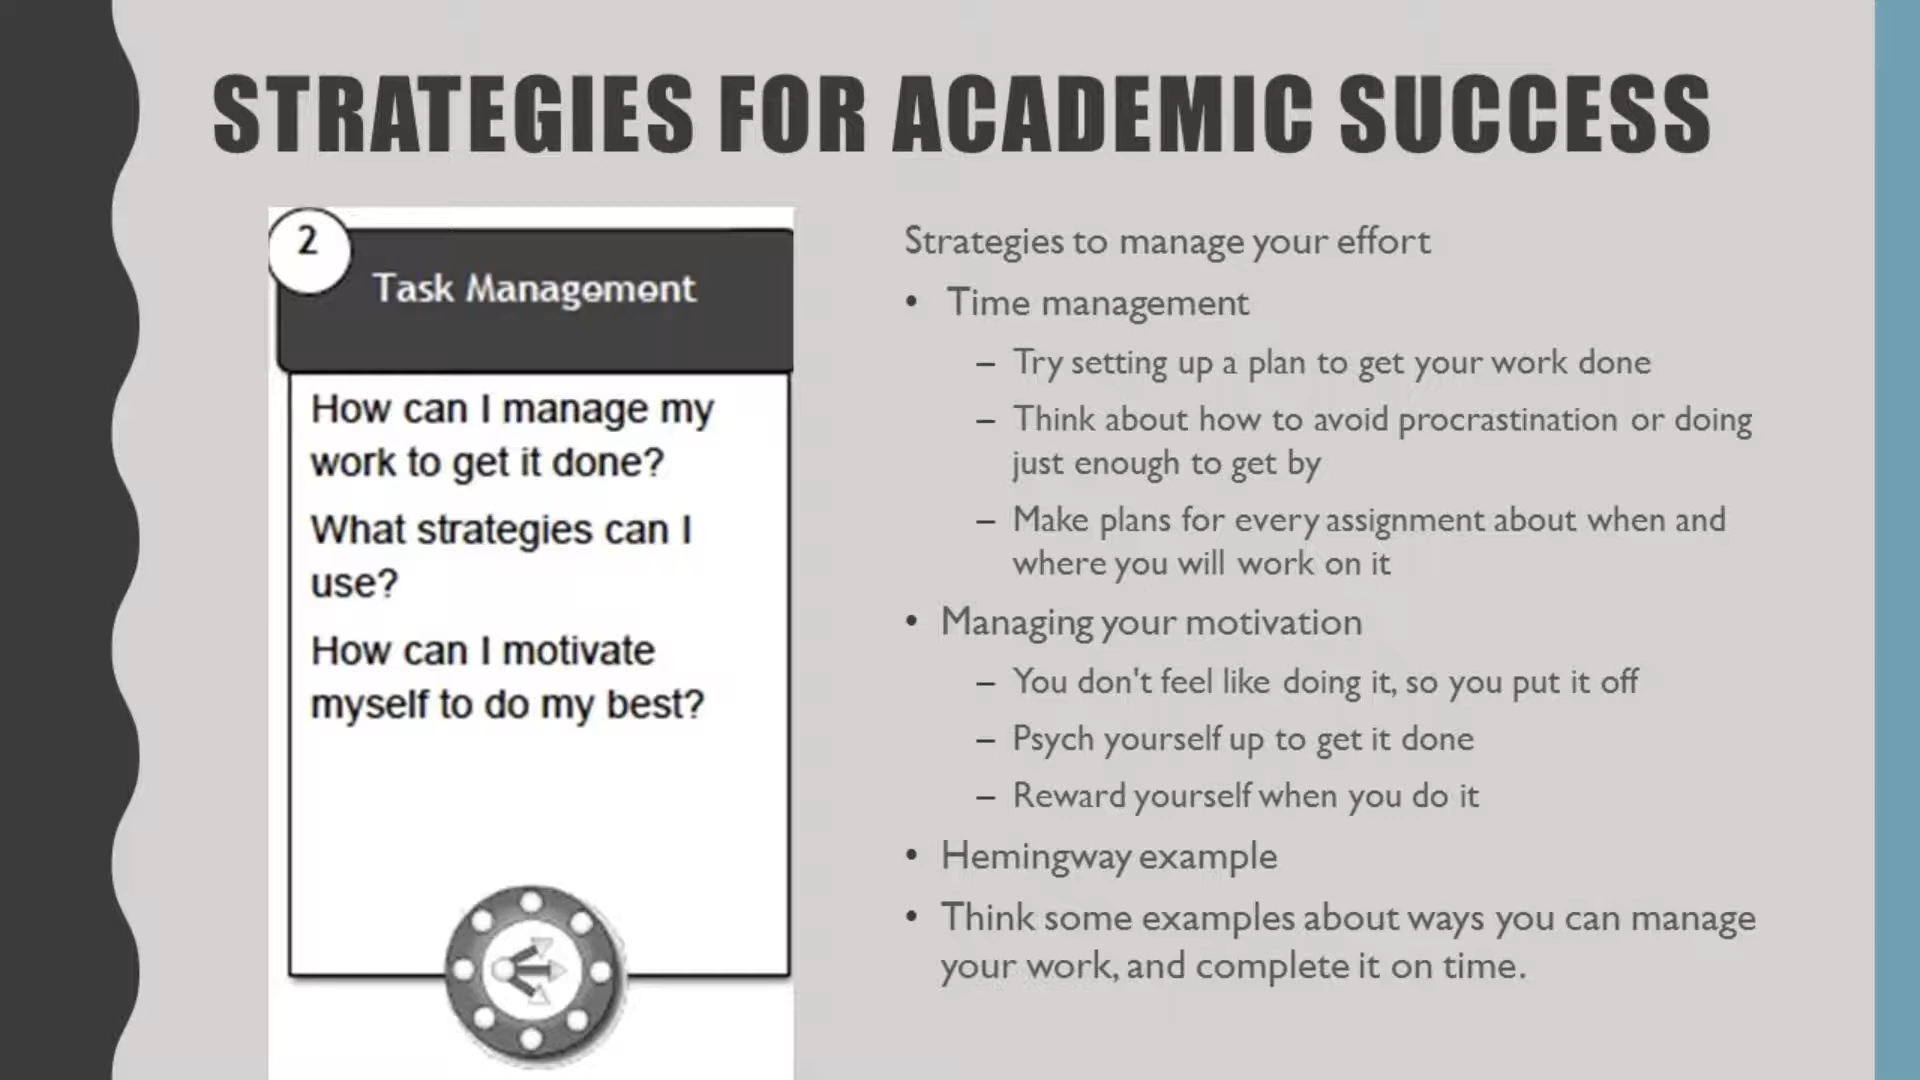 STRATEGIES FOR ACADEMIC SUCCESS
2
Task Management
How can I manage my
work to get it done?
What strategies can I
use?
How can I motivate
myself to do my best?
Strategies to manage your effort
• Time management
– Try setting up a plan to get your work done
– Think about how to avoid procrastination or doing
just enough to get by
– Make plans for every assignment about when and
where you will work on it
• Managing your motivation
– You don't feel like doing it, so you put it off
– Psych yourself up to get it done
– Reward yourself when you do it
• Hemingway example
• Think some examples about ways you can manage
your work, and complete it on time.